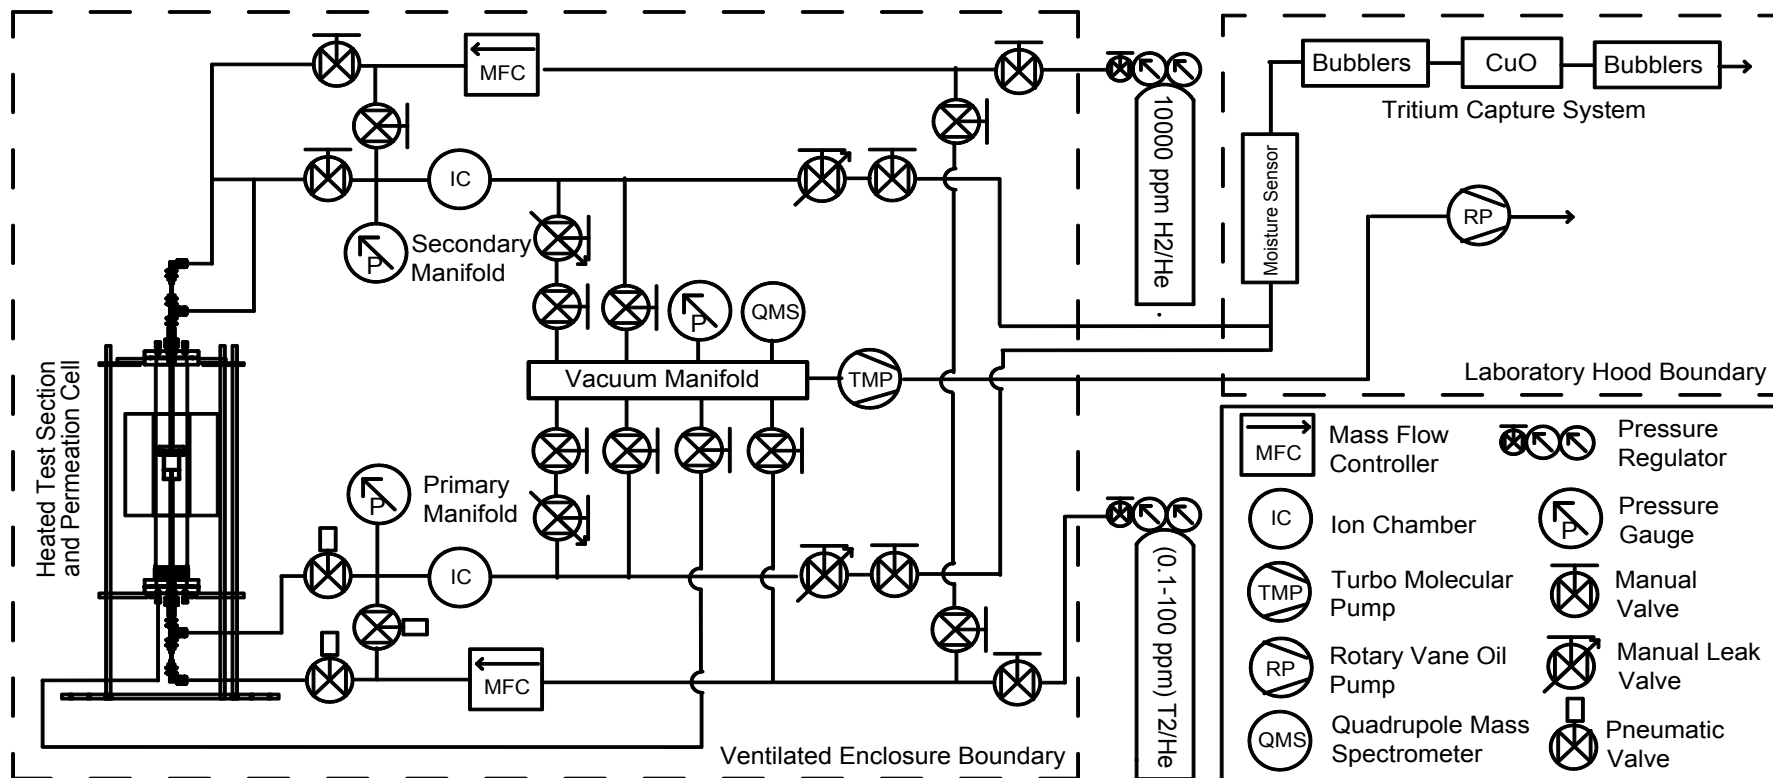 MFC
10000 ppm H2/He
Bubblers
CuO
Bubblers
Tritium Capture System
IC
Moisture Sensor
RP
P
Secondary
Manifold
P
QMS
Vacuum Manifold
TMP
Laboratory Hood Boundary
Heated Test Section
and Permeation Cell
P
Primary
Manifold
IC
MFC
(0.1-100 ppm) T2/He
Ventilated Enclosure Boundary
MFC
Mass Flow
Controller
Pressure
Regulator
IC
Ion Chamber
P
Pressure
Gauge
TMP
Turbo Molecular
Pump
Manual
Valve
RP
Rotary Vane Oil
Pump
Manual Leak
Valve
QMS
Quadrupole Mass
Spectrometer
Pneumatic
Valve